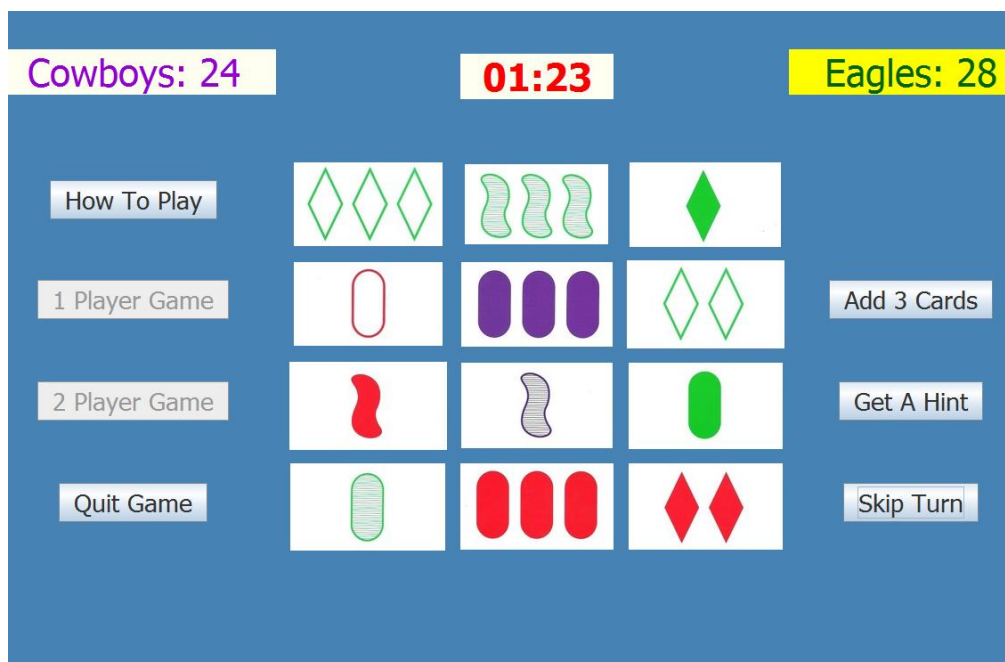 Cowboys: 24
01:23
Eagles: 28
How To Play
1 Player Game
Add 3 Cards
2 Player Game
Get A Hint
Quit Game
Skip Turn